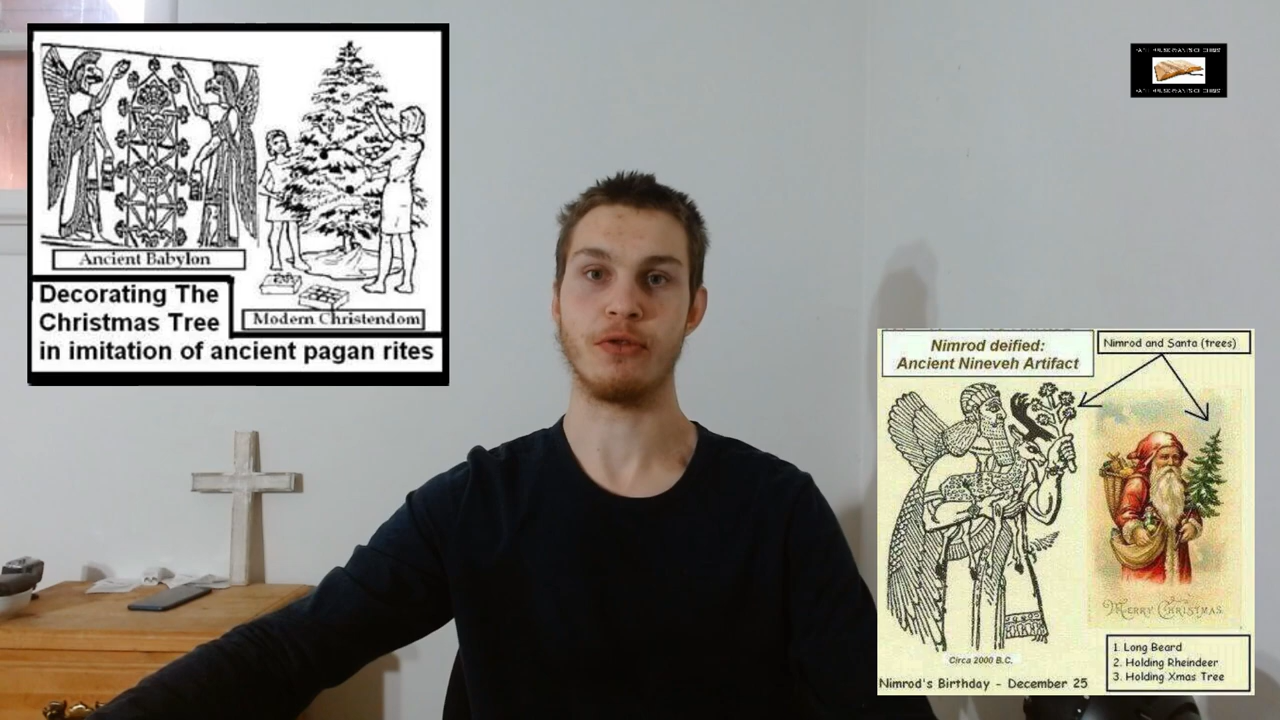 Ancient Babylon
Modern Christendom
Decorating The
Christmas Tree
in imitation of ancient pagan rites
Nimrod deified:
Ancient Nineveh Artifact
Nimrod and Santa (trees)
Circa 2000 B.C.
Nimrod's Birthday - December 25
MERRY CHRISTMAS
1. Long Beard
2. Holding Rheindeer
3. Holding Xmas Tree